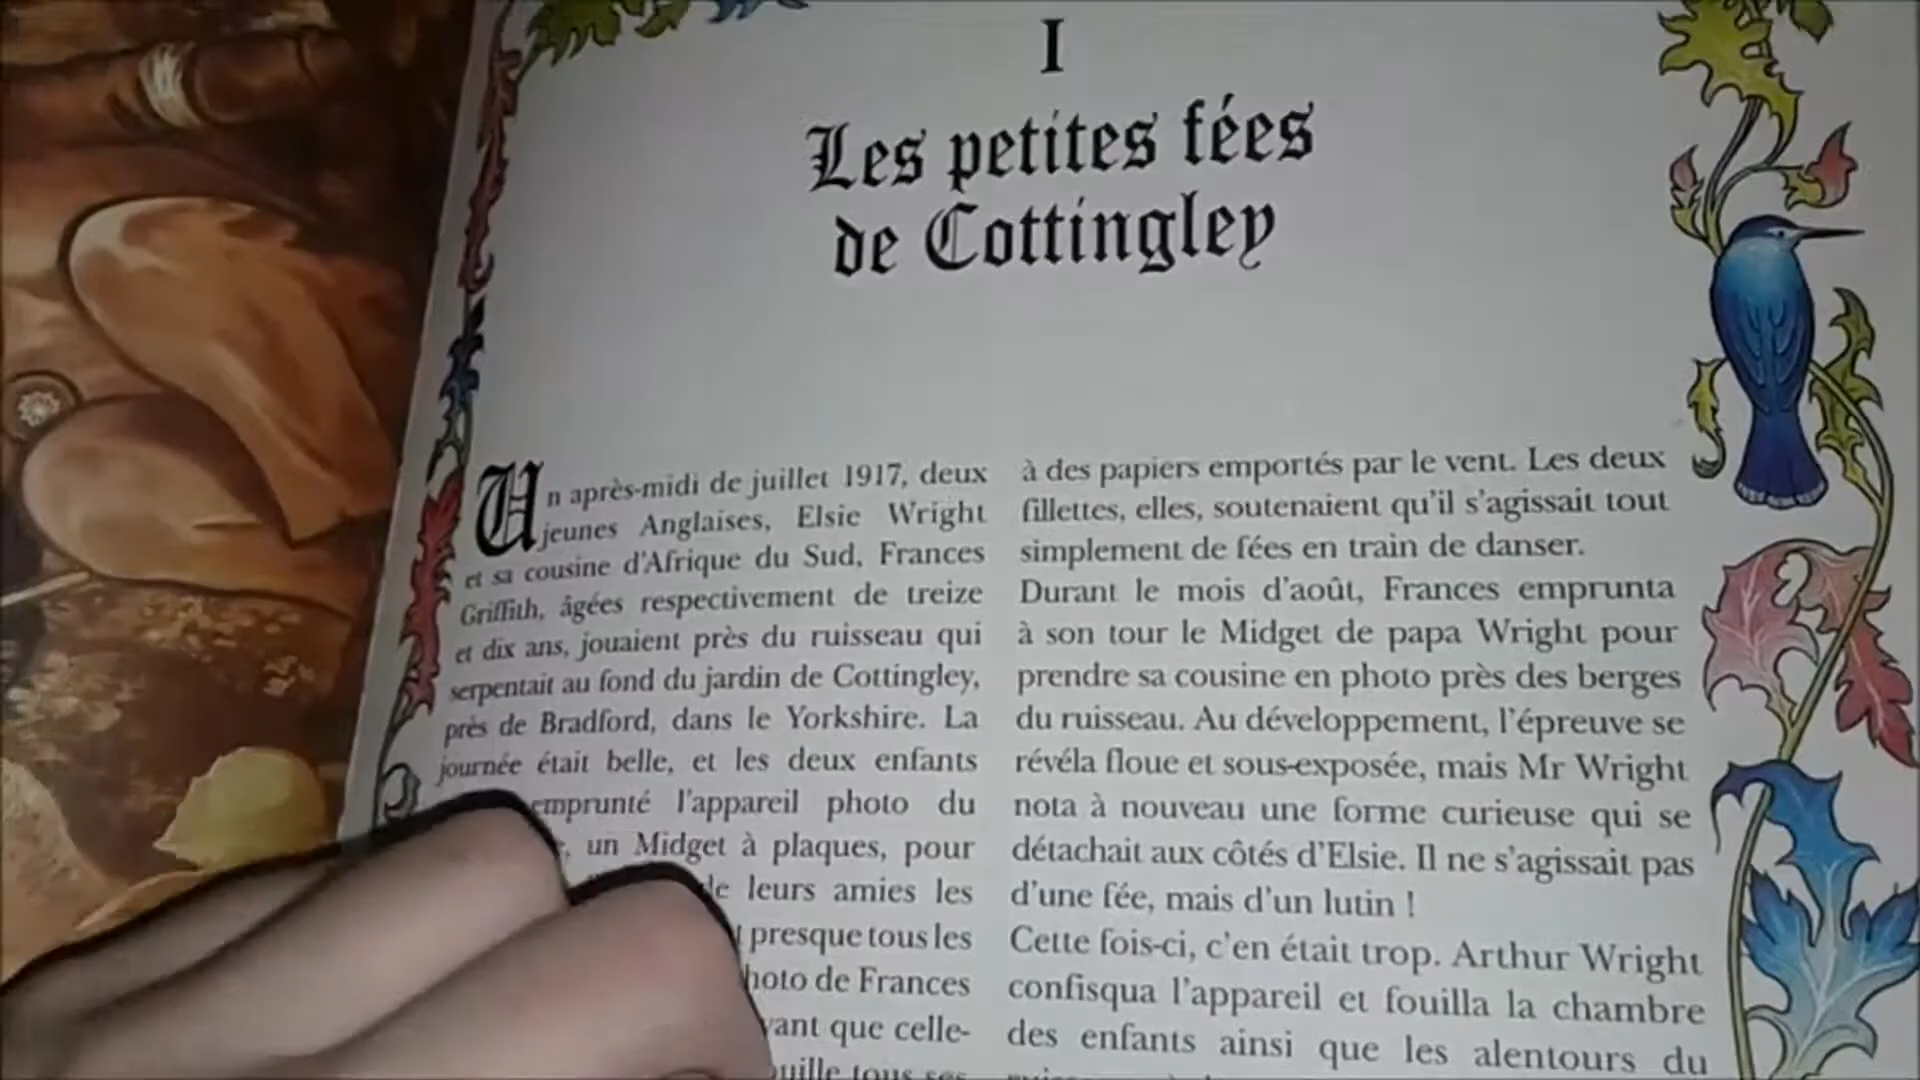 I
Les petites fées
de Cottingley
Un après-midi de juillet 1917, deux
jeunes Anglaises, Elsie Wright
et sa cousine d'Afrique du Sud, Frances
Griffith, âgées respectivement de treize
et dix ans, jouaient près du ruisseau qui
serpentait au fond du jardin de Cottingley,
près de Bradford, dans le Yorkshire. La
journée était belle, et les deux enfants
emprunté l'appareil photo du
un Midget à plaques, pour
leurs amies les
presque tous les
de Frances
que celle-
tous ses
à des papiers emportés par le vent. Les deux
fillettes, elles, soutenaient qu'il s'agissait tout
simplement de fées en train de danser.
Durant le mois d'août, Frances emprunta
à son tour le Midget de papa Wright pour
prendre sa cousine en photo près des berges
du ruisseau. Au développement, l'épreuve se
révéla floue et sous-exposée, mais Mr Wright
nota à nouveau une forme curieuse qui se
détachait aux côtés d'Elsie. Il ne s'agissait pas
d'une fée, mais d'un lutin !
Cette fois-ci, c'en était trop. Arthur Wright
confisqua l'appareil et fouilla la chambre
des enfants ainsi que les alentours du